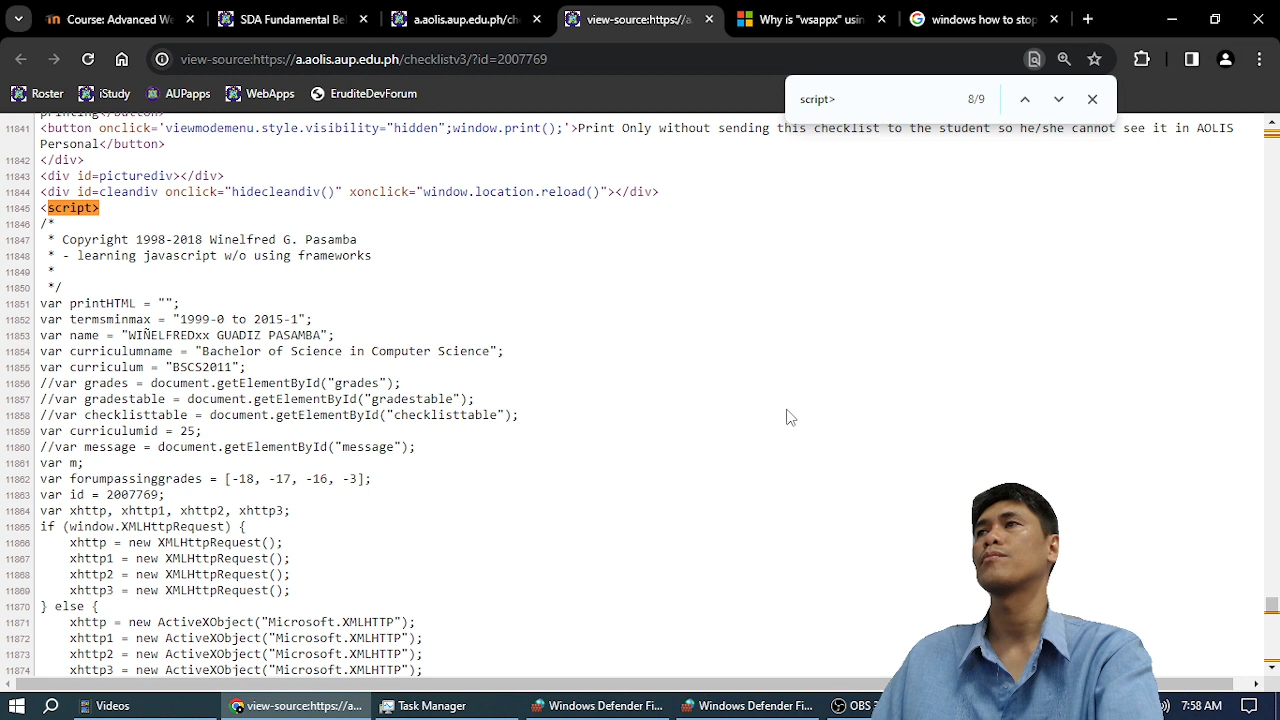 Course: Advanced We
SDA Fundamental Bel
a.aolis.aup.edu.ph/ch
view-source:https://a.
Why is "wsappx" usin
windows how to stop
view-source:https://a.aolis.aup.edu.ph/checklistv3/?id=2007769
Roster
iStudy
AUPapps
WebApps
EruditeDevForum
script>
8/9
printing</button>
11841 <button onclick='viewmodemenu.style.visibility="hidden";window.print();'>Print Only without sending this checklist to the student so he/she cannot see it in AOLIS
Personal</button>
11842 </div>
11843 <div id=picturediv></div>
11844 <div id=cleandiv onclick="hidecleandiv()" xonclick="window.location.reload()"></div>
11845 <script>
11846 /*
11847 * Copyright 1998-2018 Winelfred G. Pasamba
11848 * - learning javascript w/o using frameworks
11849 *
11850 */
11851 var printHTML = "";
11852 var termsminmax = "1999-0 to 2015-1";
11853 var name = "WIÑELFREDxx GUADIZ PASAMBA";
11854 var curriculumname = "Bachelor of Science in Computer Science";
11855 var curriculum = "BSCS2011";
11856 //var grades = document.getElementById("grades");
11857 //var gradestable = document.getElementById("gradestable");
11858 //var checklisttable = document.getElementById("checklisttable");
11859 var curriculumid = 25;
11860 //var message = document.getElementById("message");
11861 var m;
11862 var forumpassinggrades = [-18, -17, -16, -3];
11863 var id = 2007769;
11864 var xhttp, xhttp1, xhttp2, xhttp3;
11865 if (window.XMLHttpRequest) {
11866 xhttp = new XMLHttpRequest();
11867 xhttp1 = new XMLHttpRequest();
11868 xhttp2 = new XMLHttpRequest();
11869 xhttp3 = new XMLHttpRequest();
11870 } else {
11871 xhttp = new ActiveXObject("Microsoft.XMLHTTP");
11872 xhttp1 = new ActiveXObject("Microsoft.XMLHTTP");
11873 xhttp2 = new ActiveXObject("Microsoft.XMLHTTP");
11874 xhttp3 = new ActiveXObject("Microsoft.XMLHTTP");
Videos
view-source:https://a...
Task Manager
Windows Defender Fi...
Windows Defender Fi...
OBS 3
7:58 AM